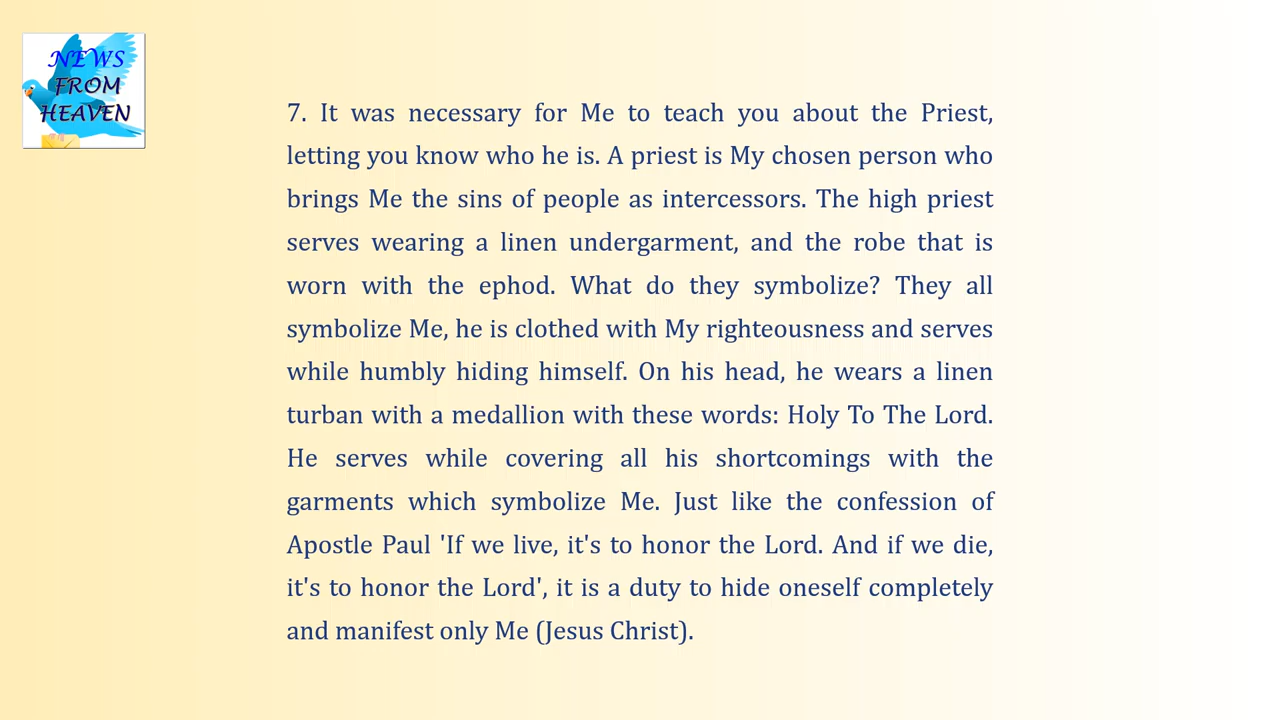 NEWS
FROM
HEAVEN
7. It was necessary for Me to teach you about the Priest,
letting you know who he is. A priest is My chosen person who
brings Me the sins of people as intercessors. The high priest
serves wearing a linen undergarment, and the robe that is
worn with the ephod. What do they symbolize? They all
symbolize Me, he is clothed with My righteousness and serves
while humbly hiding himself. On his head, he wears a linen
turban with a medallion with these words: Holy To The Lord.
He serves while covering all his shortcomings with the
garments which symbolize Me. Just like the confession of
Apostle Paul 'If we live, it's to honor the Lord. And if we die,
it's to honor the Lord', it is a duty to hide oneself completely
and manifest only Me (Jesus Christ).